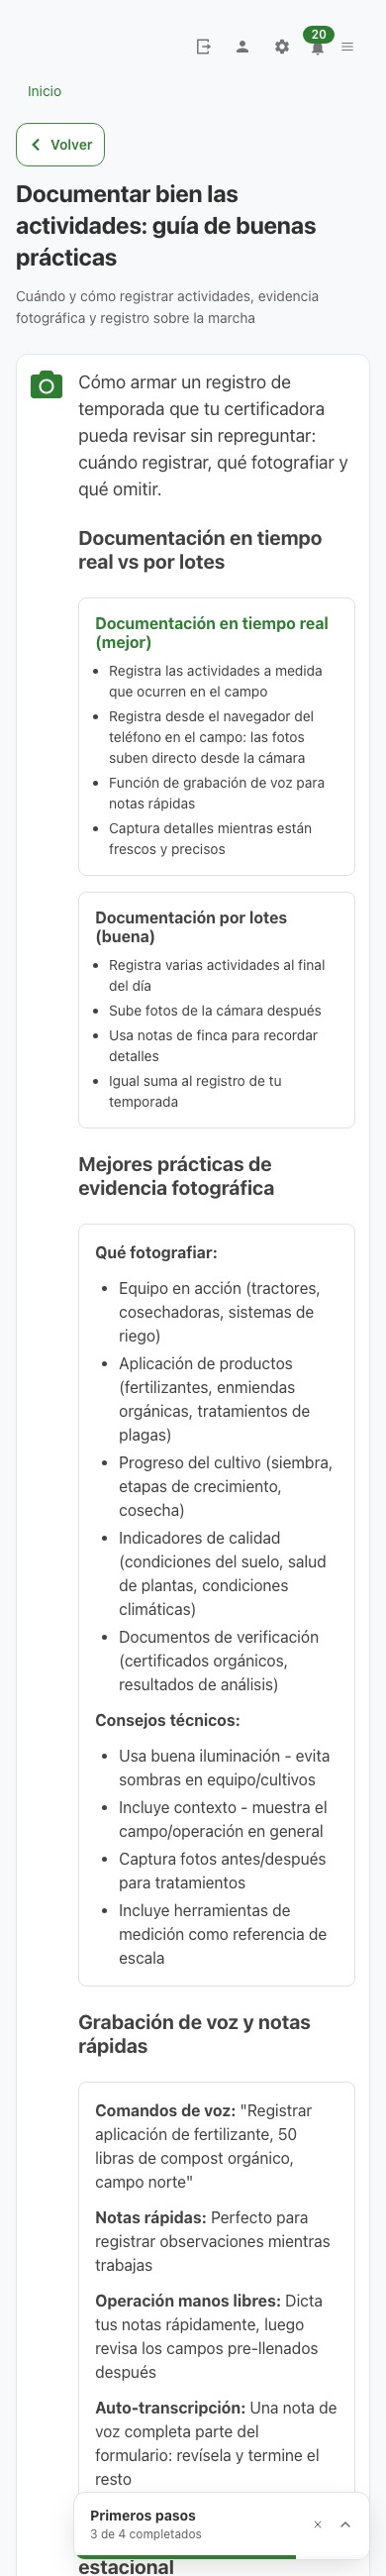 20
Inicio
Volver
Documentar bien las
actividades: guía de buenas
prácticas
Cuándo y cómo registrar actividades, evidencia
fotográfica y registro sobre la marcha
Cómo armar un registro de
temporada que tu certificadora
pueda revisar sin repreguntar:
cuándo registrar, qué fotografiar y
qué omitir.
Documentación en tiempo
real vs por lotes
Documentación en tiempo real
(mejor)
• Registra las actividades a medida
que ocurren en el campo
• Registra desde el navegador del
teléfono en el campo: las fotos
suben directo desde la cámara
• Función de grabación de voz para
notas rápidas
• Captura detalles mientras están
frescos y precisos
Documentación por lotes
(buena)
• Registra varias actividades al final
del día
• Sube fotos de la cámara después
• Usa notas de finca para recordar
detalles
• Igual suma al registro de tu
temporada
Mejores prácticas de
evidencia fotográfica
Qué fotografiar:
• Equipo en acción (tractores,
cosechadoras, sistemas de
riego)
• Aplicación de productos
(fertilizantes, enmiendas
orgánicas, tratamientos de
plagas)
• Progreso del cultivo (siembra,
etapas de crecimiento,
cosecha)
• Indicadores de calidad
(condiciones del suelo, salud
de plantas, condiciones
climáticas)
• Documentos de verificación
(certificados orgánicos,
resultados de análisis)
Consejos técnicos:
• Usa buena iluminación - evita
sombras en equipo/cultivos
• Incluye contexto - muestra el
campo/operación en general
• Captura fotos antes/después
para tratamientos
• Incluye herramientas de
medición como referencia de
escala
Grabación de voz y notas
rápidas
Comandos de voz: "Registrar
aplicación de fertilizante, 50
libras de compost orgánico,
campo norte"
Notas rápidas: Perfecto para
registrar observaciones mientras
trabajas
Operación manos libres: Dicta
tus notas rápidamente, luego
revisa los campos pre-llenados
después
Auto-transcripción: Una nota de
voz completa parte del
formulario: revísela y termine el
resto
Primeros pasos
3 de 4 completados
estacional